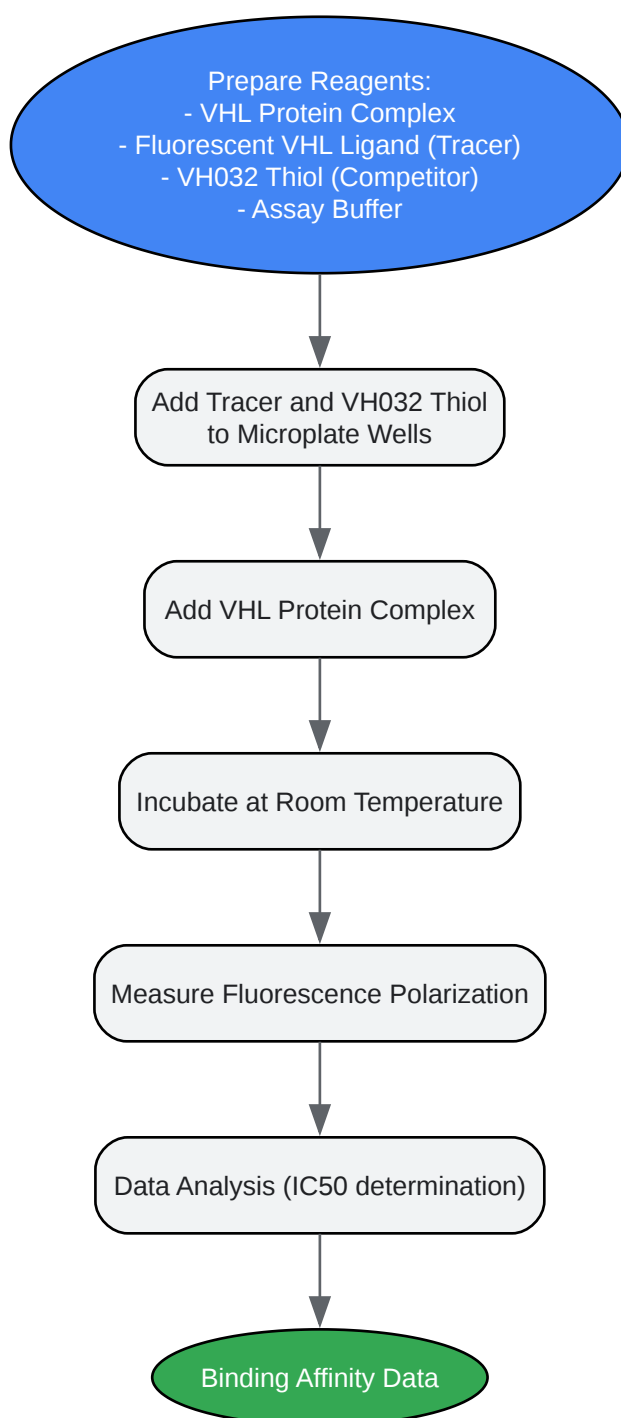 Prepare Reagents:
- VHL Protein Complex
- Fluorescent VHL Ligand (Tracer)
- VH032 Thiol (Competitor)
- Assay Buffer
Add Tracer and VH032 Thiol
to Microplate Wells
Add VHL Protein Complex
Incubate at Room Temperature
Measure Fluorescence Polarization
Data Analysis (IC50 determination)
Binding Affinity Data